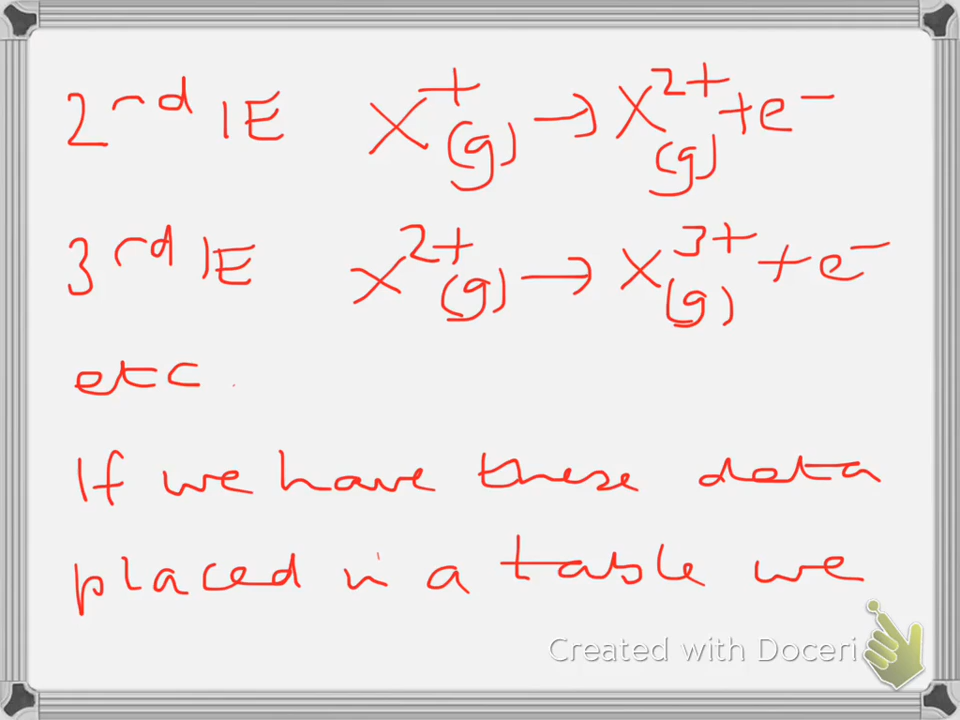 2ⁿᵈ IE X⁺(g) → X²⁺(g) + e⁻
3ʳᵈ IE X²⁺(g) → X³⁺(g) + e⁻
etc.
If we have these data
placed in a table we
Created with Doceri